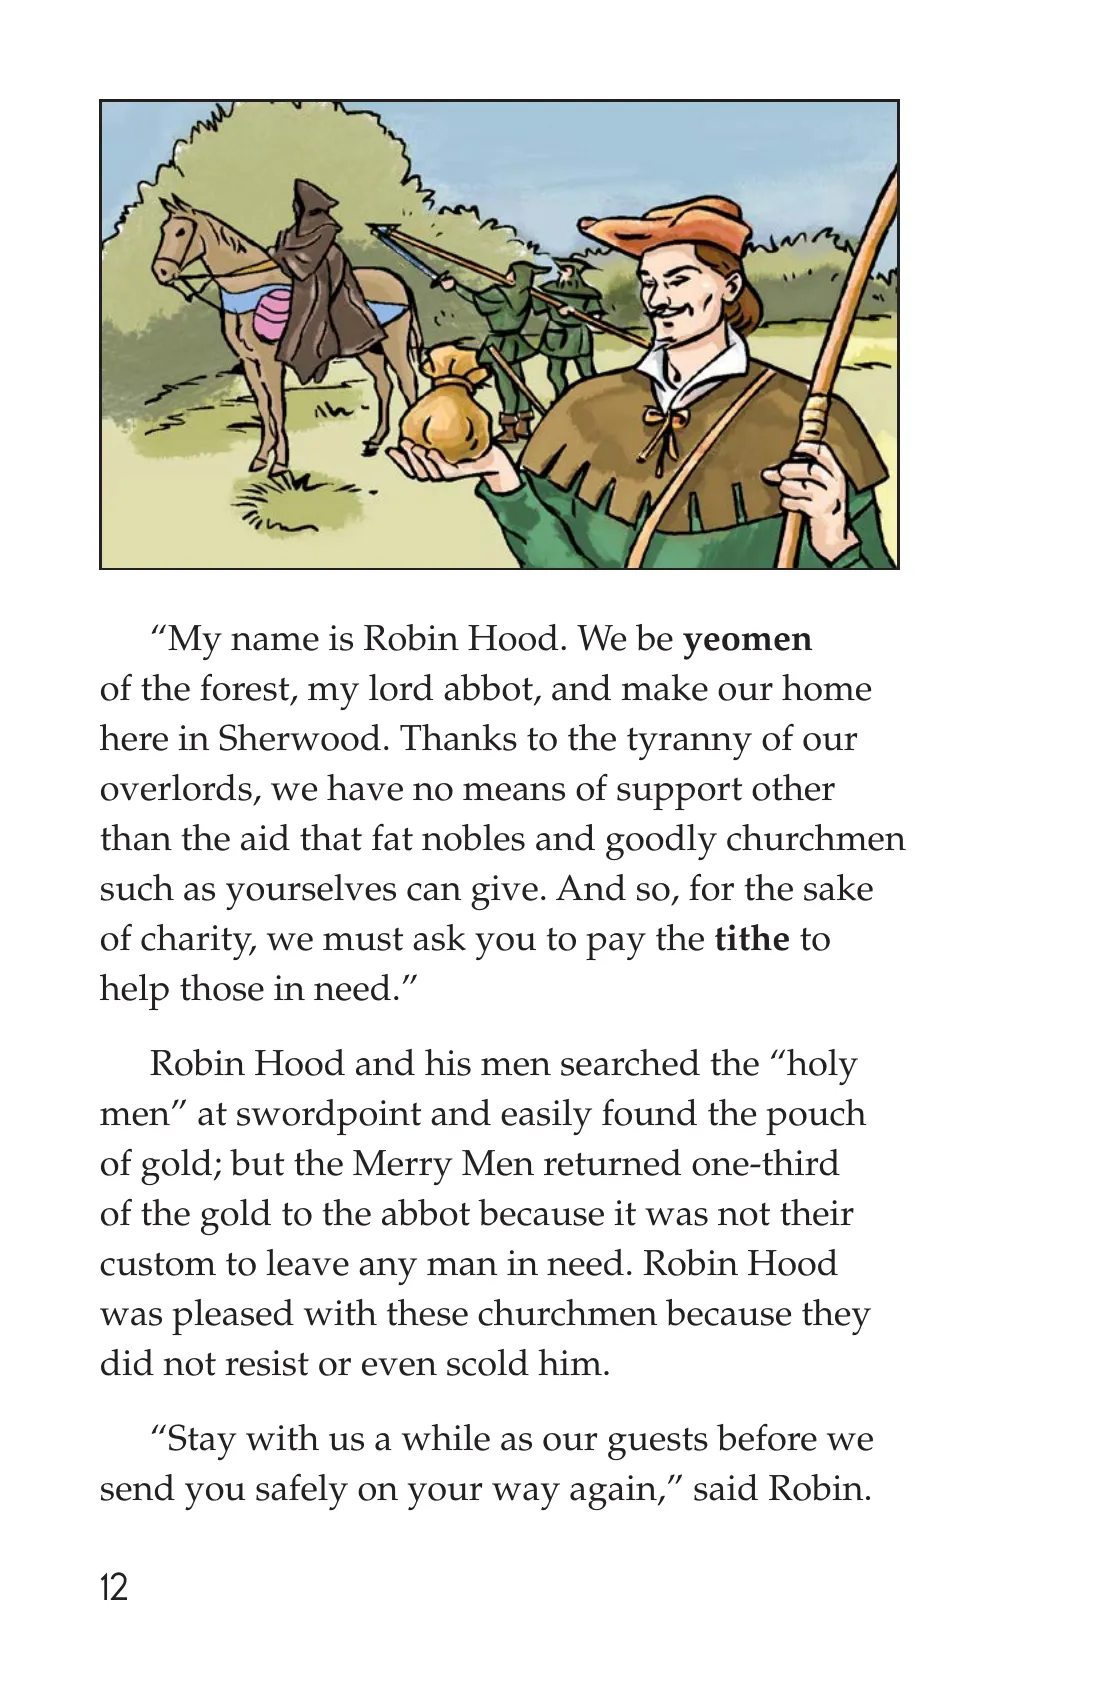 “My name is Robin Hood. We be yeomen
of the forest, my lord abbot, and make our home
here in Sherwood. Thanks to the tyranny of our
overlords, we have no means of support other
than the aid that fat nobles and goodly churchmen
such as yourselves can give. And so, for the sake
of charity, we must ask you to pay the tithe to
help those in need.”
Robin Hood and his men searched the “holy
men” at swordpoint and easily found the pouch
of gold; but the Merry Men returned one-third
of the gold to the abbot because it was not their
custom to leave any man in need. Robin Hood
was pleased with these churchmen because they
did not resist or even scold him.
“Stay with us a while as our guests before we
send you safely on your way again,” said Robin.
12